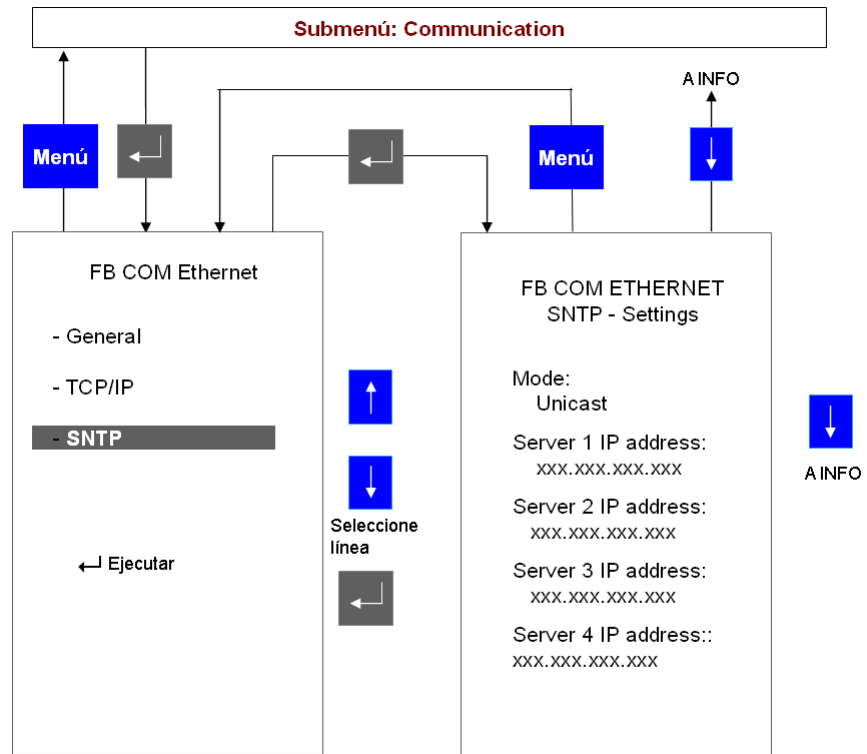 Submenú: Communication
A INFO
Menú
Menú
FB COM Ethernet
- General
- TCP/IP
- SNTP
↵ Ejecutar
Seleccione
línea
FB COM ETHERNET
SNTP - Settings
Mode:
Unicast
Server 1 IP address:
xxx.xxx.xxx.xxx
Server 2 IP address:
xxx.xxx.xxx.xxx
Server 3 IP address:
xxx.xxx.xxx.xxx
Server 4 IP address::
xxx.xxx.xxx.xxx
A INFO